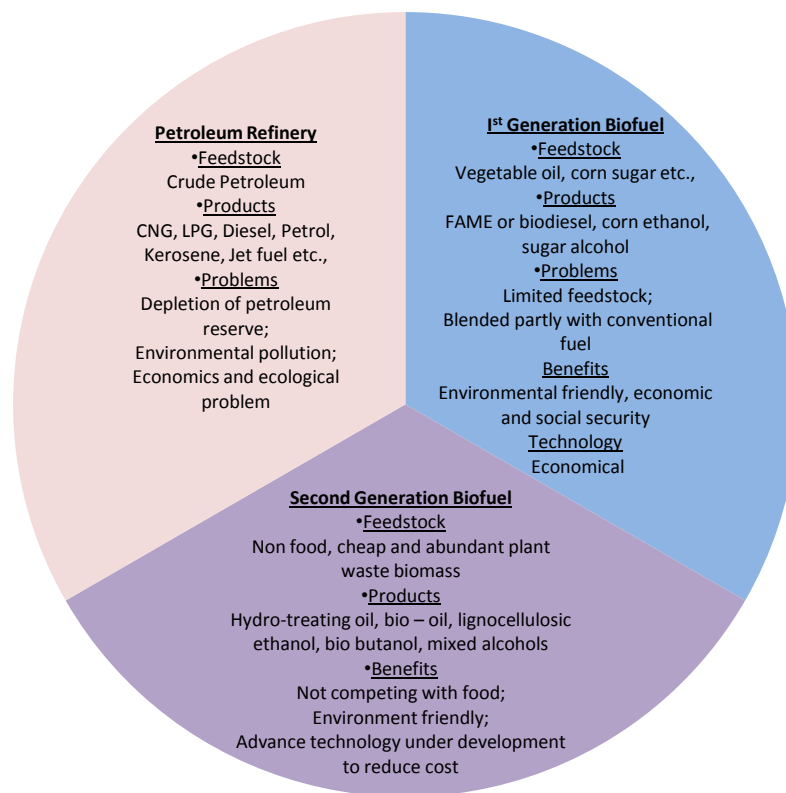 Petroleum Refinery
•Feedstock
Crude Petroleum
•Products
CNG, LPG, Diesel, Petrol,
Kerosene, Jet fuel etc.,
•Problems
Depletion of petroleum
reserve;
Environmental pollution;
Economics and ecological
problem
Ist Generation Biofuel
•Feedstock
Vegetable oil, corn sugar etc.,
•Products
FAME or biodiesel, corn ethanol,
sugar alcohol
•Problems
Limited feedstock;
Blended partly with conventional
fuel
Benefits
Environmental friendly, economic
and social security
Technology
Economical
Second Generation Biofuel
•Feedstock
Non food, cheap and abundant plant
waste biomass
•Products
Hydro-treating oil, bio – oil, lignocellulosic
ethanol, bio butanol, mixed alcohols
•Benefits
Not competing with food;
Environment friendly;
Advance technology under development
to reduce cost